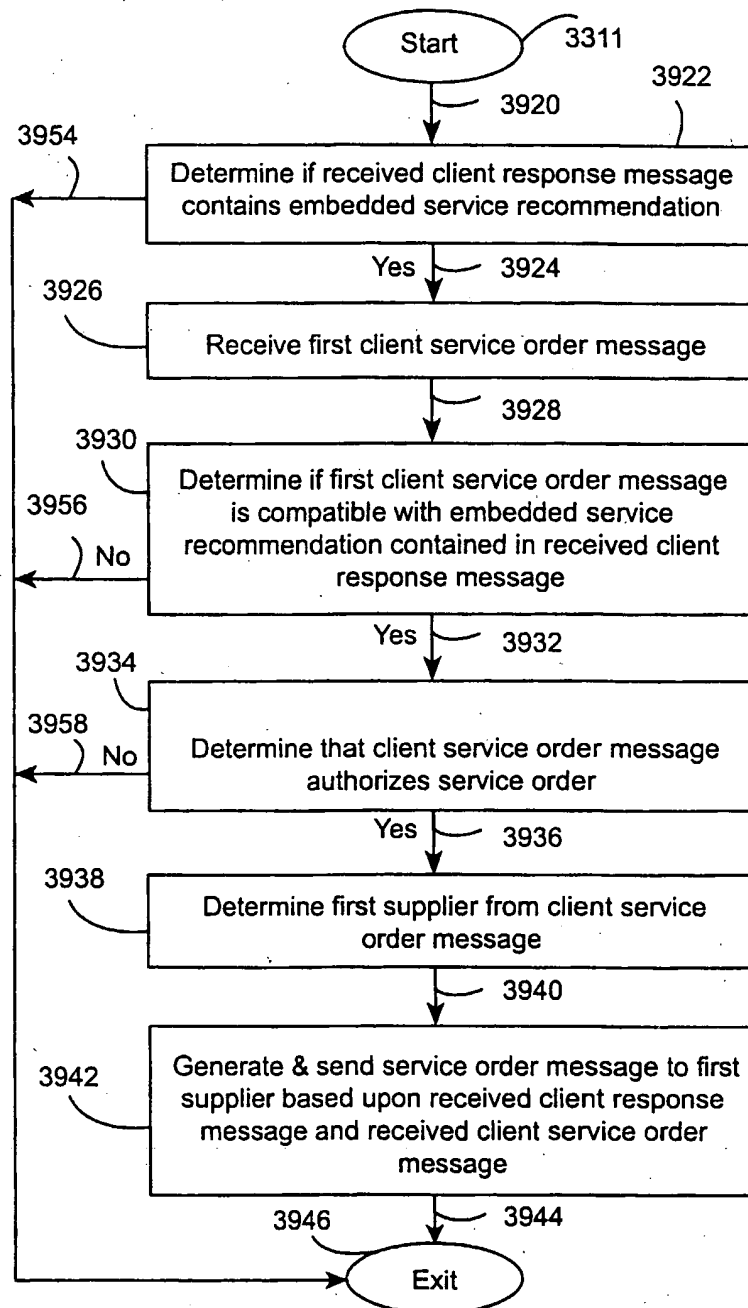 Start
3311
3920
3922
3954
Determine if received client response message
contains embedded service recommendation
Yes
3924
3926
Receive first client service order message
3928
3930
Determine if first client service order message
is compatible with embedded service
recommendation contained in received client
response message
3956
No
Yes
3932
3934
3958
No
Determine that client service order message
authorizes service order
Yes
3936
3938
Determine first supplier from client service
order message
3940
3942
Generate & send service order message to first
supplier based upon received client response
message and received client service order
message
3946
3944
Exit